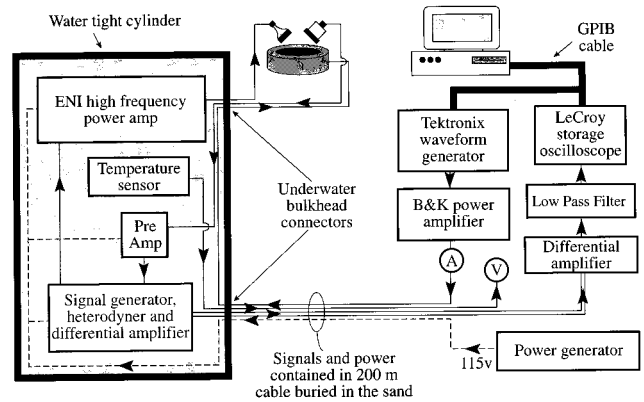 Water tight cylinder
GPIB
cable
ENI high frequency
power amp
Tektronix
waveform
generator
LeCroy
storage
oscilloscope
Temperature
sensor
Underwater
bulkhead
connectors
B&K power
amplifier
Low Pass Filter
Pre
Amp
Differential
amplifier
A
V
Signal generator,
heterodyner and
differential amplifier
Signals and power
contained in 200 m
cable buried in the sand
115v
Power generator